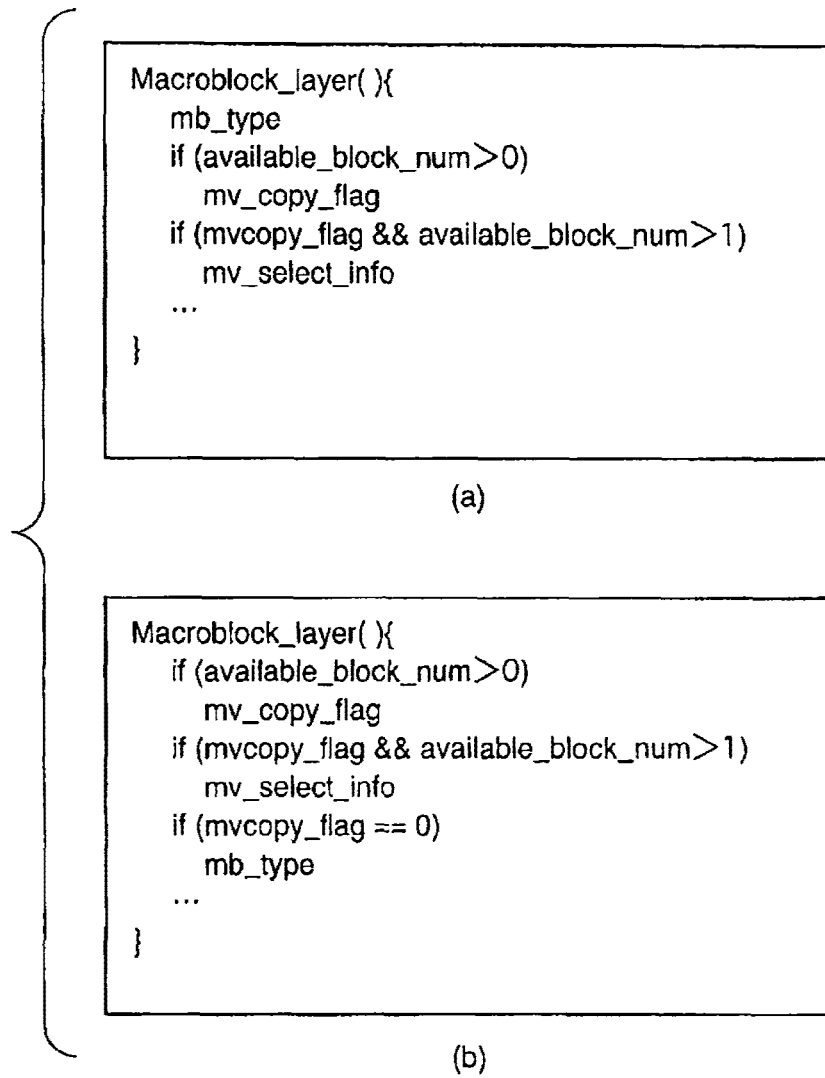 Macroblock_layer( ){
mb_type
if (available_block_num>0)
mv_copy_flag
if (mvcopy_flag && available_block_num>1)
mv_select_info
...
}
(a)
Macroblock_layer( ){
if (available_block_num>0)
mv_copy_flag
if (mvcopy_flag && available_block_num>1)
mv_select_info
if (mvcopy_flag == 0)
mb_type
...
}
(b)